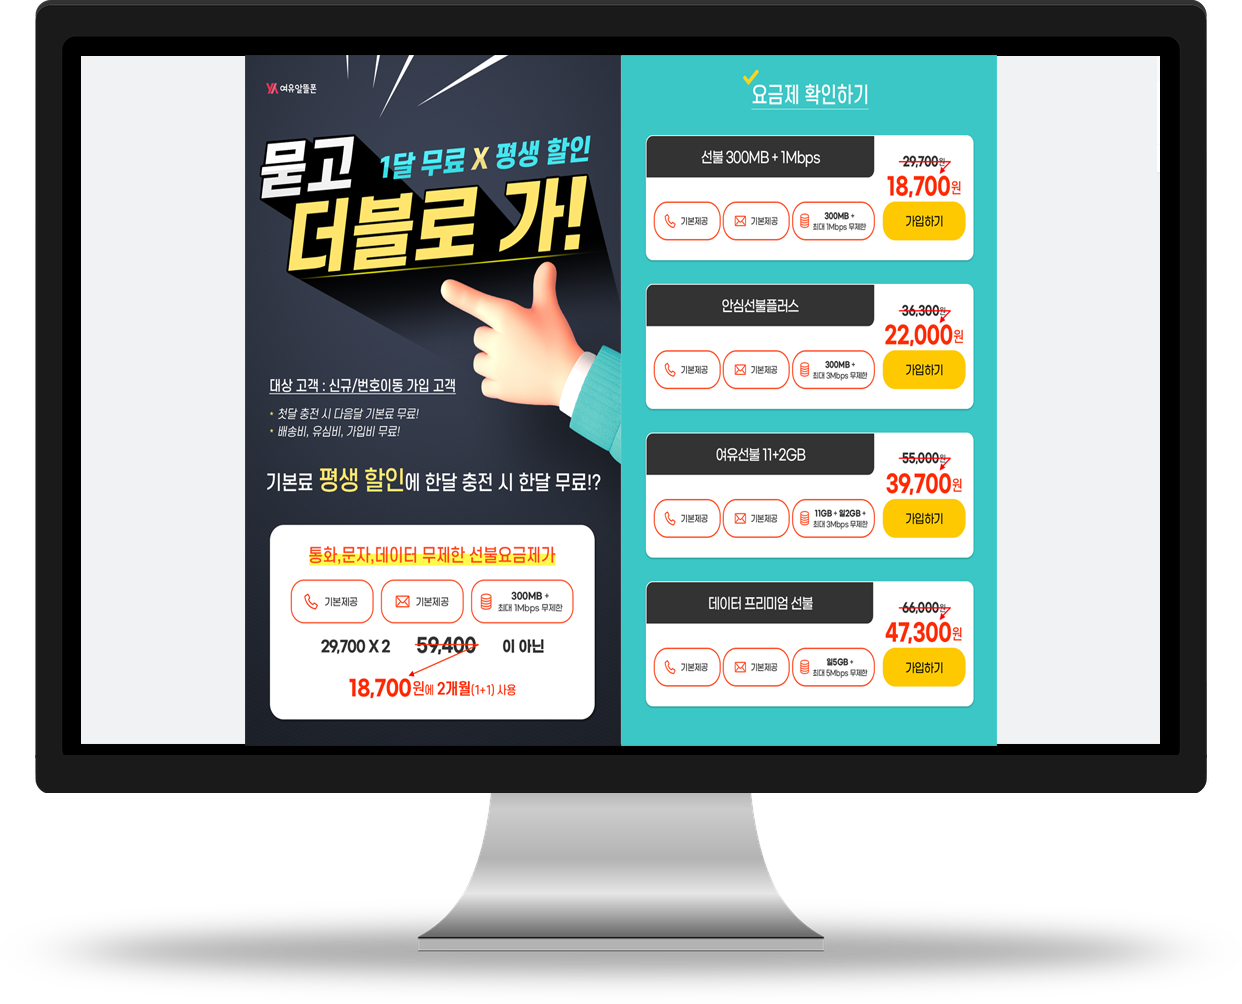 여유알뜰폰
묻고 1달 무료 X 평생 할인
더블로 가!
대상 고객 : 신규/번호이동 가입 고객
• 첫달 충전 시 다음달 기본료 무료!
• 배송비, 유심비, 가입비 무료!
기본료 평생 할인에 한달 충전 시 한달 무료!?
통화,문자,데이터 무제한 선불요금제가
기본제공 기본제공 300MB +
최대 1Mbps 무제한
29,700 X 2 59,400 이 아닌
18,700원에 2개월(1+1) 사용
요금제 확인하기
선불 300MB + 1Mbps
29,700원
18,700원
기본제공 기본제공 300MB +
최대 1Mbps 무제한
가입하기
안심선불플러스
36,300원
22,000원
기본제공 기본제공 300MB +
최대 3Mbps 무제한
가입하기
여유선불 11+2GB
55,000원
39,700원
기본제공 기본제공 11GB + 일2GB +
최대 3Mbps 무제한
가입하기
데이터 프리미엄 선불
66,000원
47,300원
기본제공 기본제공 일5GB +
최대 5Mbps 무제한
가입하기